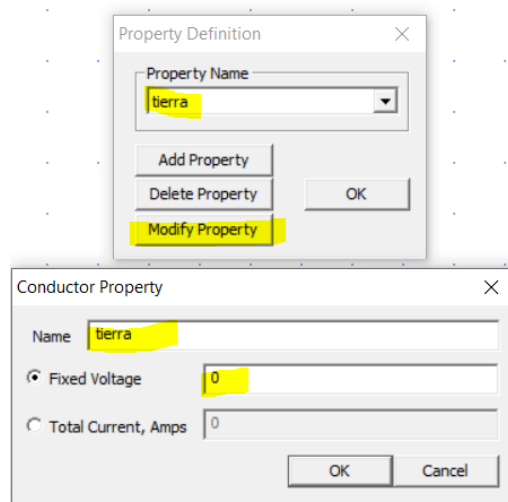 Property Definition
Property Name
tierra
Add Property
Delete Property
OK
Modify Property
Conductor Property
Name
tierra
Fixed Voltage
0
Total Current, Amps
0
OK
Cancel